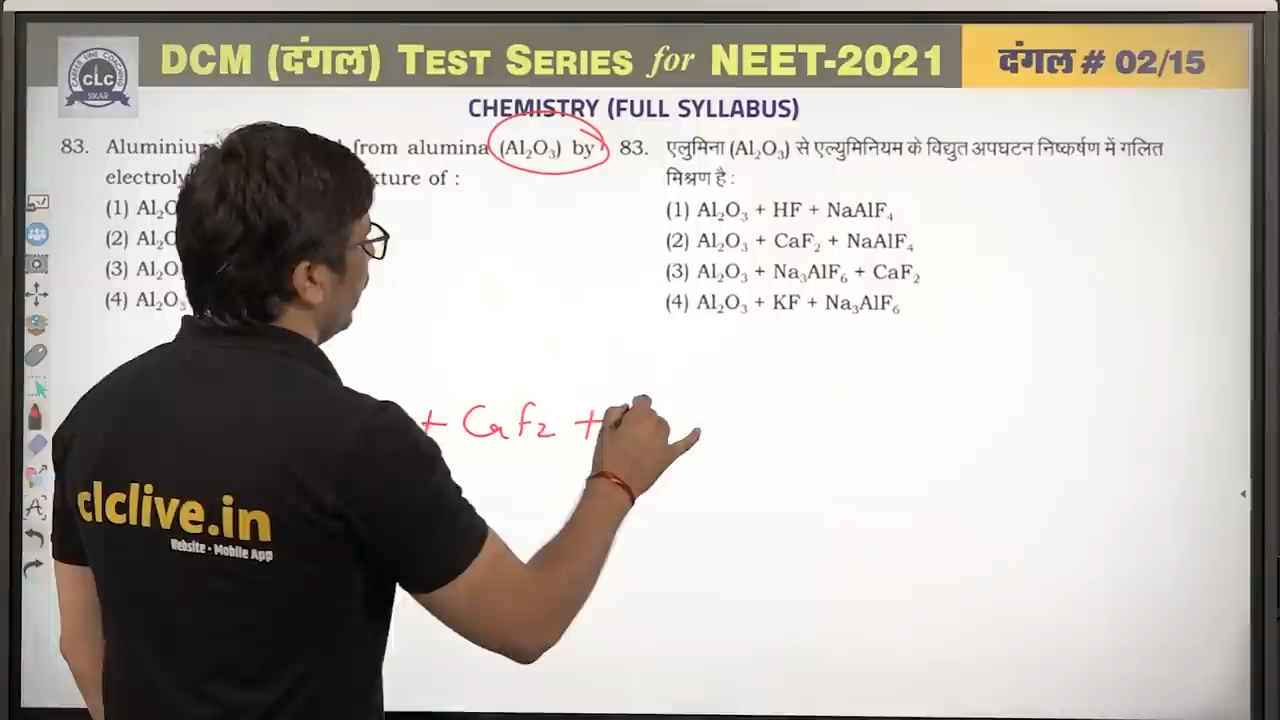 DCM (दंगल) TEST SERIES for NEET-2021
दंगल # 02/15
CLC
SIKAR
CHEMISTRY (FULL SYLLABUS)
83. Aluminium from alumina (Al₂O₃) by
mixture of :
(1) Al₂O
(2) Al₂O
(3) Al₂O
(4) Al₂O₃
83. एलुमिना (Al₂O₃) से एल्युमिनियम के विद्युत अपघटन निष्कर्षण में गलित
मिश्रण है :
(1) Al₂O₃ + HF + NaAlF₄
(2) Al₂O₃ + CaF₂ + NaAlF₄
(3) Al₂O₃ + Na₃AlF₆ + CaF₂
(4) Al₂O₃ + KF + Na₃AlF₆
+ CaF₂ +
clclive.in
Website • Mobile App